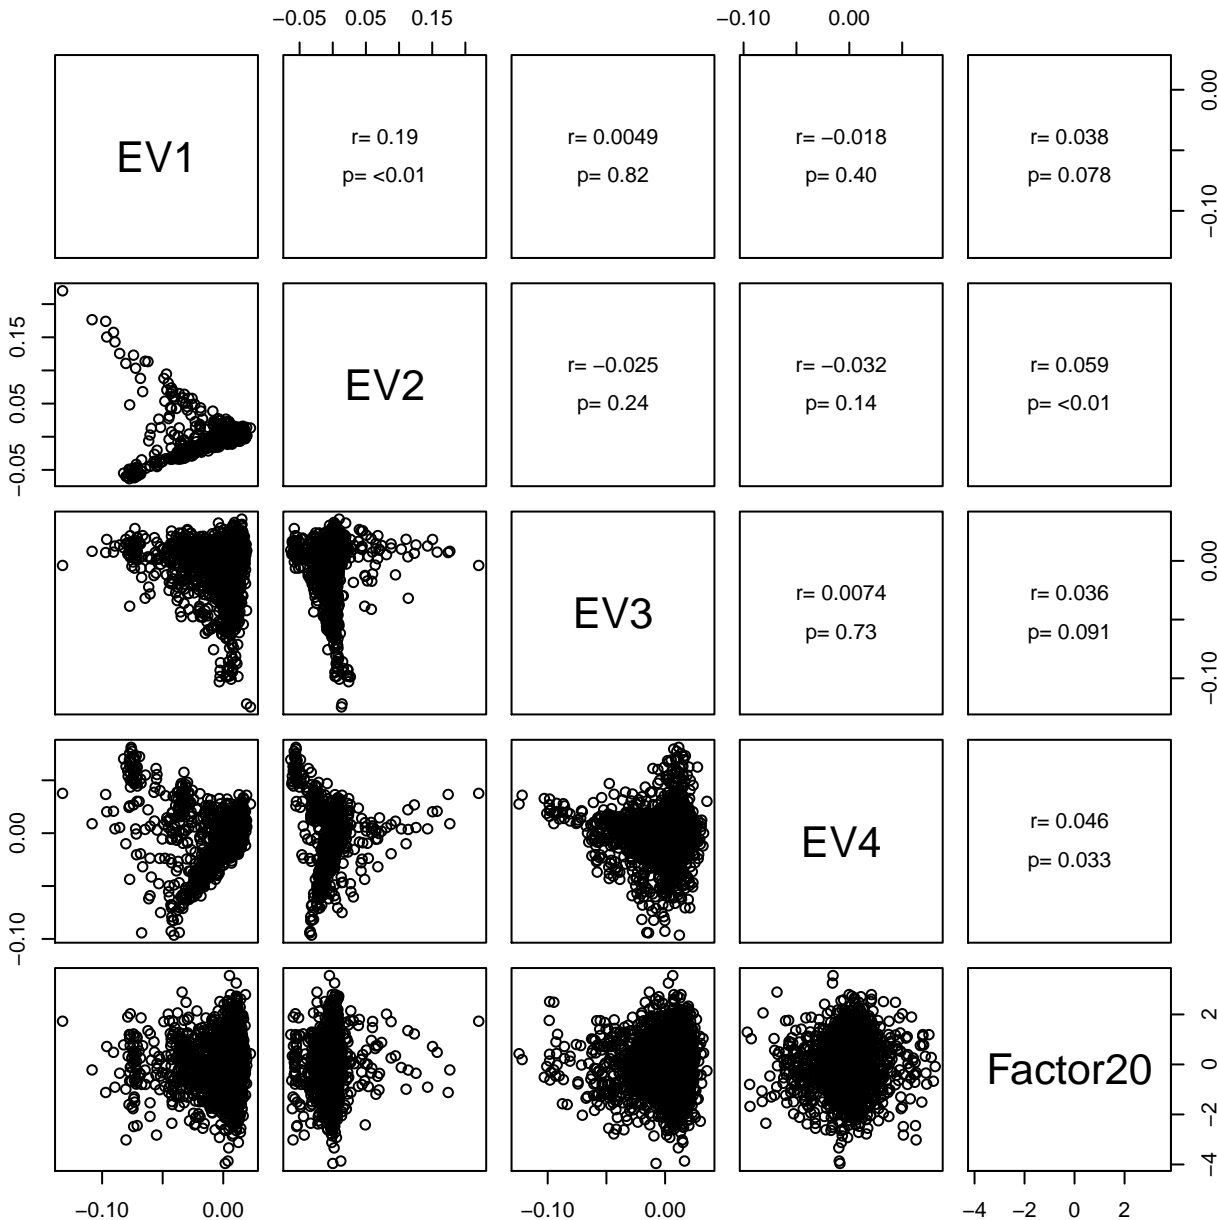 −0.05 0.05 0.15 −0.10 0.00
EV1
r= 0.19
p= <0.01
r= 0.0049
p= 0.82
r= −0.018
p= 0.40
r= 0.038
p= 0.078
0.00
−0.10
0.15
0.05
−0.05
EV2
r= −0.025
p= 0.24
r= −0.032
p= 0.14
r= 0.059
p= <0.01
EV3
r= 0.0074
p= 0.73
r= 0.036
p= 0.091
0.00
−0.10
0.00
−0.10
EV4
r= 0.046
p= 0.033
Factor20
2
0
−2
−4
−0.10 0.00 −0.10 0.00 −4 −2 0 2